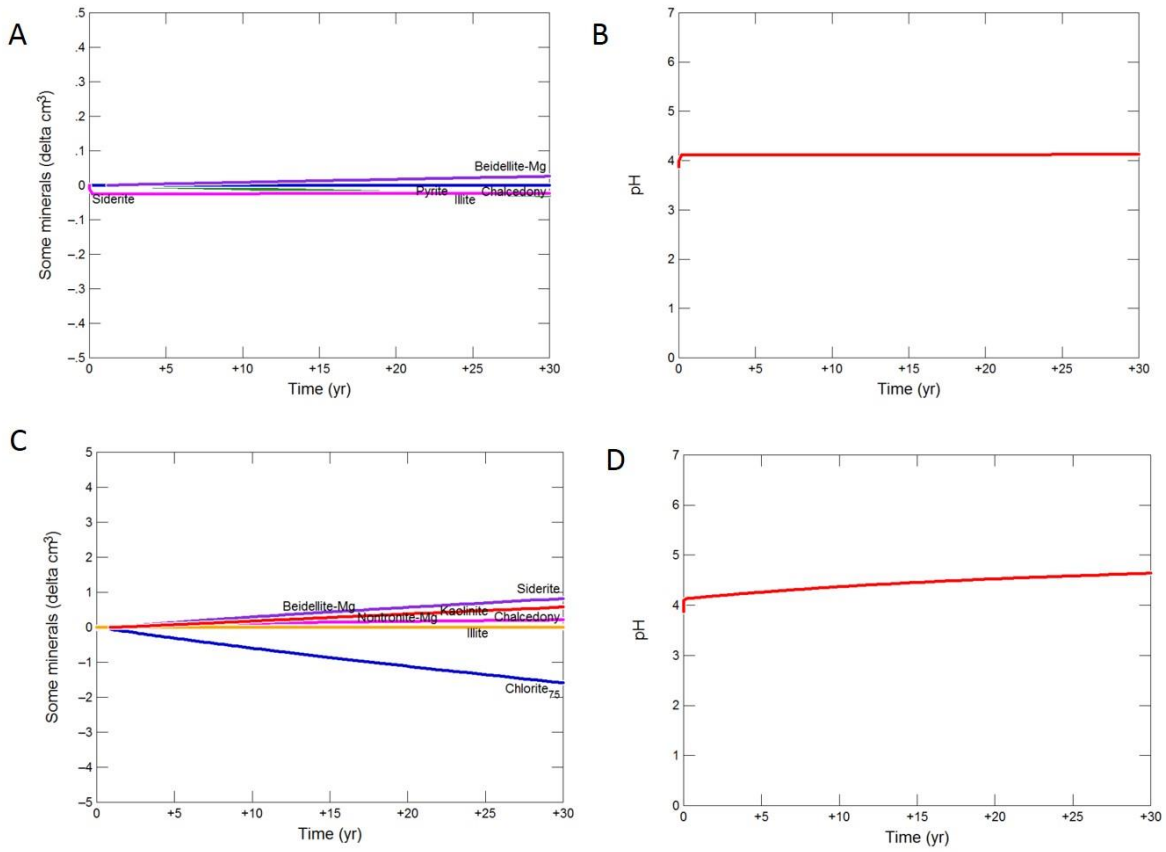 A
.5
.4
.3
.2
.1
0
–.1
–.2
–.3
–.4
–.5
Some minerals (delta cm³)
Beidellite-Mg
Siderite
Pyrite
Chalcedony
Illite
0 +5 +10 +15 +20 +25 +30
Time (yr)
B
7
6
5
4
3
2
1
0
pH
0 +5 +10 +15 +20 +25 +30
Time (yr)
C
5
4
3
2
1
0
–1
–2
–3
–4
–5
Some minerals (delta cm³)
Siderite
Beidellite-Mg
Kaolinite
Nontronite-Mg
Chalcedony
Illite
Chlorite₇₅
0 +5 +10 +15 +20 +25 +30
Time (yr)
D
7
6
5
4
3
2
1
0
pH
0 +5 +10 +15 +20 +25 +30
Time (yr)